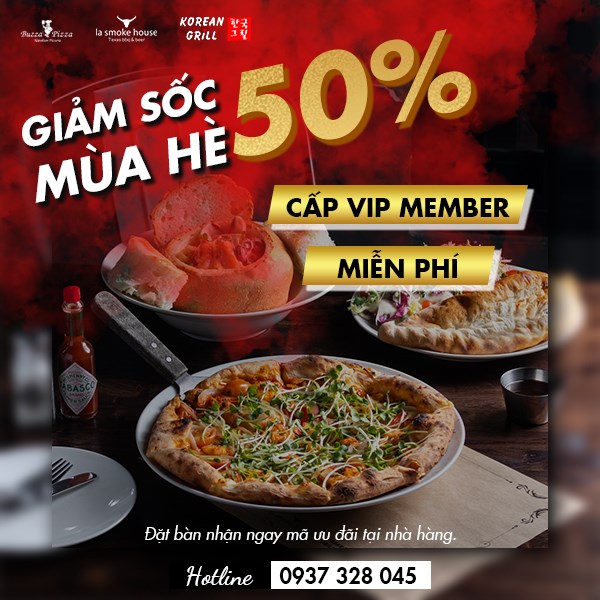 Buzza Pizza
la smoke house
Texas bbq & beer
KOREAN GRILL
한국그릴
GIẢM SỐC
MÙA HÈ
50%
CẤP VIP MEMBER
MIỄN PHÍ
TABASCO
Đặt bàn nhận ngay mã ưu đãi tại nhà hàng.
Hotline 0937 328 045